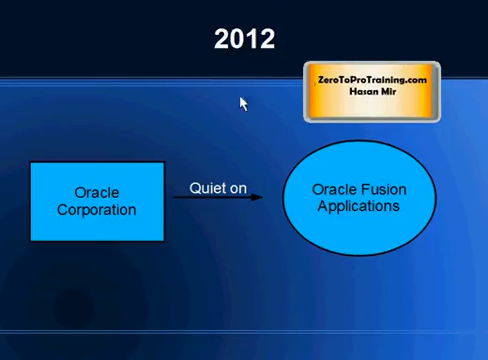 2012
ZeroToProTraining.com
Hasan Mir
Oracle
Corporation
Quiet on
Oracle Fusion
Applications